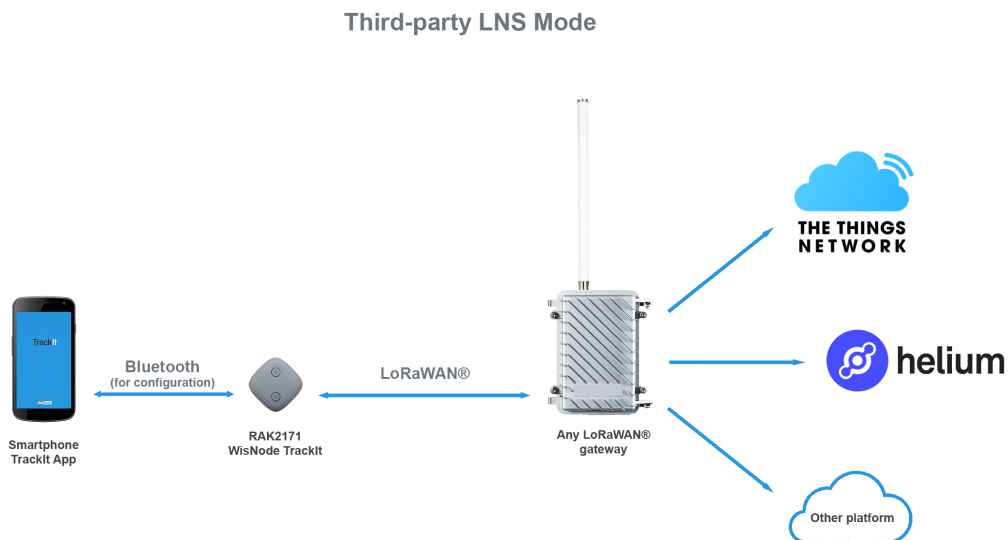 Third-party LNS Mode
THE THINGS
NETWORK
TrackIt
Bluetooth
(for configuration)
LoRaWAN®
helium
Smartphone
TrackIt App
RAK2171
WisNode TrackIt
Any LoRaWAN®
gateway
Other platform